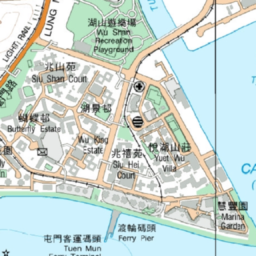 LUNG
LIGHT RAIL
湖山遊樂場
Wu Shan
Recreation
Playground
兆山苑
Siu Shan Court
湖景邨
蝴蝶邨
Butterfly Estate
Wu King
Estate
兆禧苑
Siu Hei
Court
悅湖山莊
Yuet Wu
Villa
慧豐園
Marina
Garden
渡輪碼頭
Ferry Pier
屯門客運碼頭
Tuen Mun
Ferry Terminal